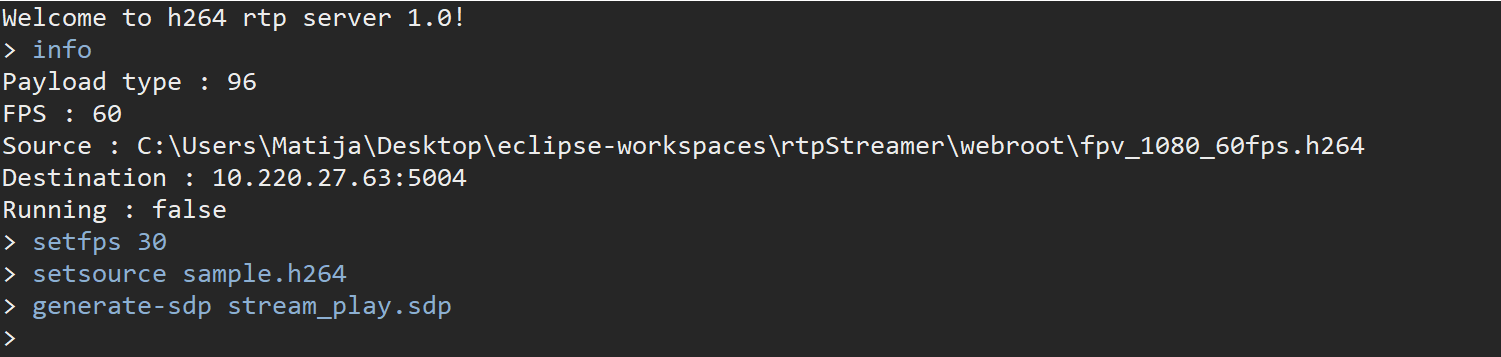 Welcome to h264 rtp server 1.0!
> info
Payload type : 96
FPS : 60
Source : C:\Users\Matija\Desktop\eclipse-workspaces\rtpStreamer\webroot\fpv_1080_60fps.h264
Destination : 10.220.27.63:5004
Running : false
> setfps 30
> setsource sample.h264
> generate-sdp stream_play.sdp
>